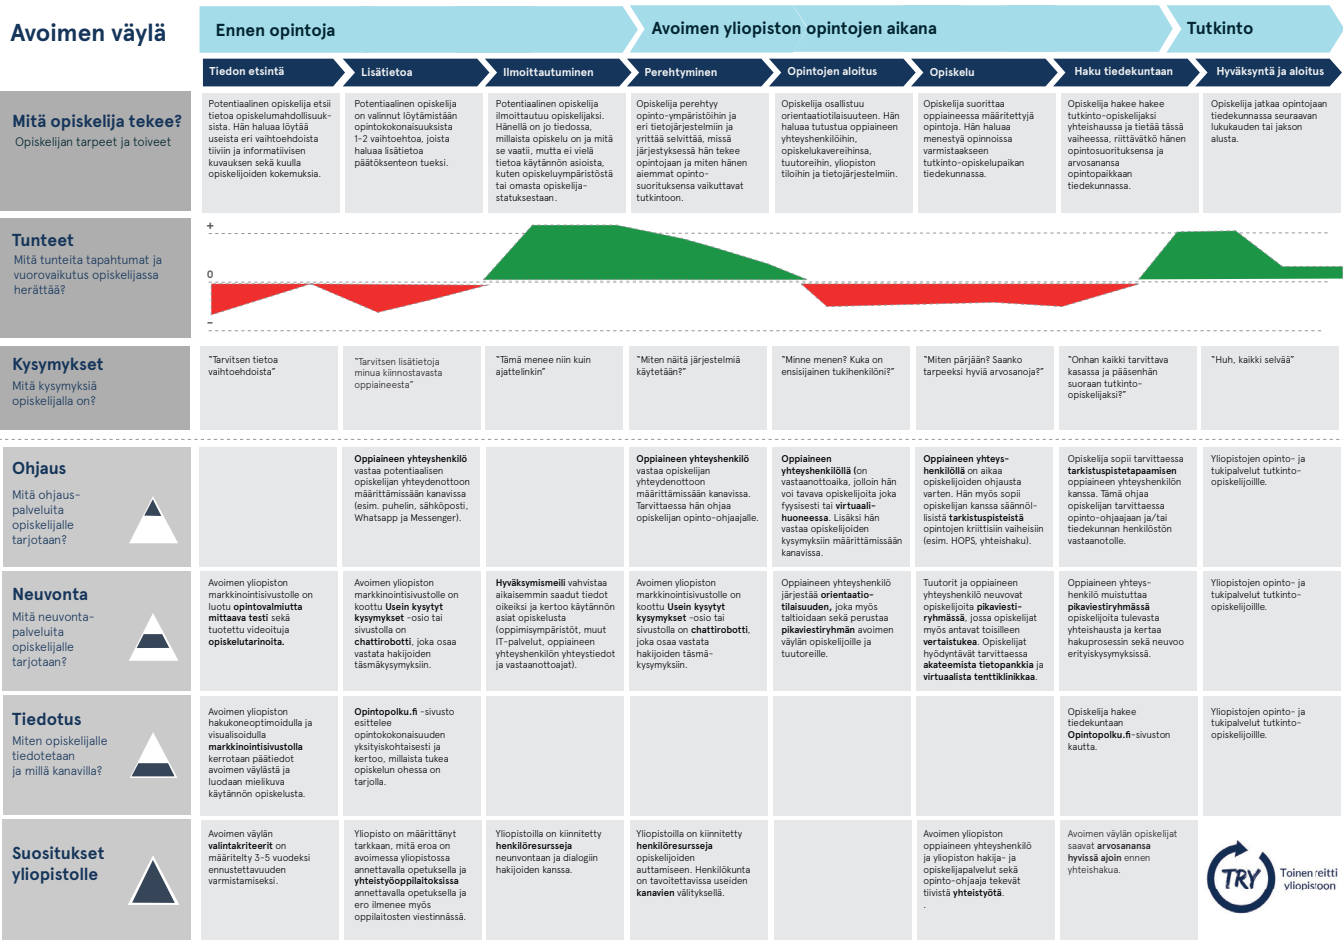 Avoimen väylä
Ennen opintoja
Avoimen yliopiston opintojen aikana
Tutkinto
Tiedon etsintä
Lisätietoa
Ilmoittautuminen
Perehtyminen
Opintojen aloitus
Opiskelu
Haku tiedekuntaan
Hyväksyntä ja aloitus
Mitä opiskelija tekee?
Opiskelijan tarpeet ja toiveet
Potentiaalinen opiskelija etsii
tietoa opiskelumahdollisuuk-
sista. Hän haluaa löytää
useista eri vaihtoehdoista
tiiviin ja informatiivisen
kuvauksen sekä kuulla
opiskelijoiden kokemuksia.
Potentiaalinen opiskelija
on valinnut löytämistään
opintokokonaisuuksista
1-2 vaihtoehtoa, joista
haluaa lisätietoa
päätöksenteon tueksi.
Potentiaalinen opiskelija
ilmoittautuu opiskelijaksi.
Hänellä on jo tiedossa,
millaista opiskelu on ja mitä
se vaatii, mutta ei vielä
tietoa käytännön asioista,
kuten opiskeluympäristöstä
tai omasta opiskelija-
statuksestaan.
Opiskelija perehtyy
opinto-ympäristöihin ja
eri tietojärjestelmiin ja
yrittää selvittää, missä
järjestyksessä hän tekee
opintojaan ja miten hänen
aiemmat opinto-
suorituksensa vaikuttavat
tutkintoon.
Opiskelija osallistuu
orientaatiotilaisuuteen. Hän
haluaa tutustua oppiaineen
yhteyshenkilöihin,
opiskelukavereihinsa,
tuutoreihin, yliopiston
tiloihin ja tietojärjestelmiin.
Opiskelija suorittaa
oppiaineessa määritettyjä
opintoja. Hän haluaa
menestyä opinnoissa
varmistaakseen
tutkinto-opiskelupaikan
tiedekunnassa.
Opiskelija hakee hakee
tutkinto-opiskelijaksi
yhteishaussa ja tietää tässä
vaiheessa, riittävätkö hänen
opintosuorituksensa ja
arvosanansa
opintopaikkaan
tiedekunnassa.
Opiskelija jatkaa opintojaan
tiedekunnassa seuraavan
lukukauden tai jakson
alusta.
Tunteet
Mitä tunteita tapahtumat ja
vuorovaikutus opiskelijassa
herättää?
+
0
–
Kysymykset
Mitä kysymyksiä
opiskelijalla on?
"Tarvitsen tietoa
vaihtoehdoista"
"Tarvitsen lisätietoja
minua kiinnostavasta
oppiaineesta"
"Tämä menee niin kuin
ajattelinkin"
"Miten näitä järjestelmiä
käytetään?"
"Minne menen? Kuka on
ensisijainen tukihenkilöni?"
"Miten pärjään? Saanko
tarpeeksi hyviä arvosanoja?"
"Onhan kaikki tarvittava
kasassa ja pääsenhän
suoraan tutkinto-
opiskelijaksi?"
"Huh, kaikki selvää"
Ohjaus
Mitä ohjaus-
palveluita
opiskelijalle
tarjotaan?
Oppiaineen yhteyshenkilö
vastaa potentiaalisen
opiskelijan yhteydenottoon
määrittämissään kanavissa
(esim. puhelin, sähköposti,
Whatsapp ja Messenger).
Oppiaineen yhteyshenkilö
vastaa opiskelijan
yhteydenottoon
määrittämissään kanavissa.
Tarvittaessa hän ohjaa
opiskelijan opinto-ohjaajalle.
Oppiaineen
yhteyshenkilöllä (on
vastaanottoaika, jolloin hän
voi tavata opiskelijoita joka
fyysisesti tai virtuaali-
huoneessa. Lisäksi hän
vastaa opiskelijoiden
kysymyksiin määrittämissään
kanavissa.
Oppiaineen yhteys-
henkilöllä on aikaa
opiskelijoiden ohjausta
varten. Hän myös sopii
opiskelijan kanssa säännöl-
lisistä tarkistuspisteistä
opintojen kriittisiin vaiheisiin
(esim. HOPS, yhteishaku).
Opiskelija sopii tarvittaessa
tarkistuspistetapaamisen
oppiaineen yhteyshenkilön
kanssa. Tämä ohjaa
opiskelijan tarvittaessa
opinto-ohjaajaan ja/tai
tiedekunnan henkilöstön
vastaanotolle.
Yliopistojen opinto- ja
tukipalvelut tutkinto-
opiskelijoillle.
Neuvonta
Mitä neuvonta-
palveluita
opiskelijalle
tarjotaan?
Avoimen yliopiston
markkinointisivustolle on
luotu opintovalmiutta
mittaava testi sekä
tuotettu videoituja
opiskelutarinoita.
Avoimen yliopiston
markkinointisivustolle on
koottu Usein kysytyt
kysymykset -osio tai
sivustolla on
chattirobotti, joka osaa
vastata hakijoiden
täsmäkysymyksiin.
Hyväksymismeili vahvistaa
aikaisemmin saadut tiedot
oikeiksi ja kertoo käytännön
asiat opiskelusta
(oppimisympäristöt, muut
IT-palvelut, oppiaineen
yhteyshenkilön yhteystiedot
ja vastaanottoajat).
Avoimen yliopiston
markkinointisivustolle on
koottu Usein kysytyt
kysymykset -osio tai
sivustolla on chattirobotti,
joka osaa vastata
hakijoiden täsmä-
kysymyksiin.
Oppiaineen yhteyshenkilö
järjestää orientaatio-
tilaisuuden, joka myös
taltioidaan sekä perustaa
pikaviestiryhmän avoimen
väylän opiskelijoille ja
tuutoreille.
Tuutorit ja oppiaineen
yhteyshenkilö neuvovat
opiskelijoita pikaviesti-
ryhmässä, jossa opiskelijat
myös antavat toisilleen
vertaistukea. Opiskelijat
hyödyntävät tarvittaessa
akateemista tietopankkia ja
virtuaalista tenttiklinikkaa.
Oppiaineen yhteys-
henkilö muistuttaa
pikaviestiryhmässä
opiskelijoita tulevasta
yhteishausta ja kertaa
hakuprosessin sekä neuvoo
erityiskysymyksissä.
Yliopistojen opinto- ja
tukipalvelut tutkinto-
opiskelijoillle.
Tiedotus
Miten opiskelijalle
tiedotetaan
ja millä kanavilla?
Avoimen yliopiston
hakukoneoptimoidulla ja
visualisoidulla
markkinointisivustolla
kerrotaan päätiedot
avoimen väylästä ja
luodaan mielikuva
käytännön opiskelusta.
Opintopolku.fi -sivusto
esittelee
opintokokonaisuuden
yksityiskohtaisesti ja
kertoo, millaista tukea
opiskelun ohessa on
tarjolla.
Opiskelija hakee
tiedekuntaan
Opintopolku.fi-sivuston
kautta.
Yliopistojen opinto- ja
tukipalvelut tutkinto-
opiskelijoillle.
Suositukset
yliopistolle
Avoimen väylän
valintakriteerit on
määritelty 3-5 vuodeksi
ennustettavuuden
varmistamiseksi.
Yliopisto on määrittänyt
tarkkaan, mitä eroa on
avoimessa yliopistossa
annettavalla opetuksella ja
yhteistyöoppilaitoksissa
annettavalla opetuksella ja
ero ilmenee myös
oppilaitosten viestinnässä.
Yliopistoilla on kiinnitetty
henkilöresursseja
neuvontaan ja dialogiin
hakijoiden kanssa.
Yliopistoilla on kiinnitetty
henkilöresursseja
opiskelijoiden
auttamiseen. Henkilökunta
on tavoitettavissa useiden
kanavien välityksellä.
Avoimen yliopiston
oppiaineen yhteyshenkilö
ja yliopiston hakija- ja
opiskelijapalvelut sekä
opinto-ohjaaja tekevät
tiivistä yhteistyötä.
.
Avoimen väylän opiskelijat
saavat arvosanansa
hyvissä ajoin ennen
yhteishakua.
TRY
Toinen reitti
yliopistoon